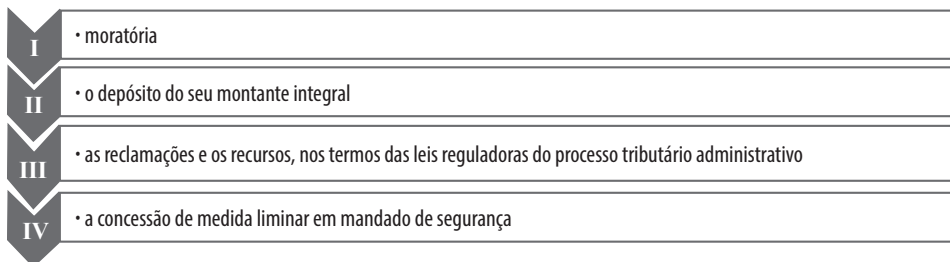 I
• moratória
II
• o depósito do seu montante integral
III
• as reclamações e os recursos, nos termos das leis reguladoras do processo tributário administrativo
IV
• a concessão de medida liminar em mandado de segurança